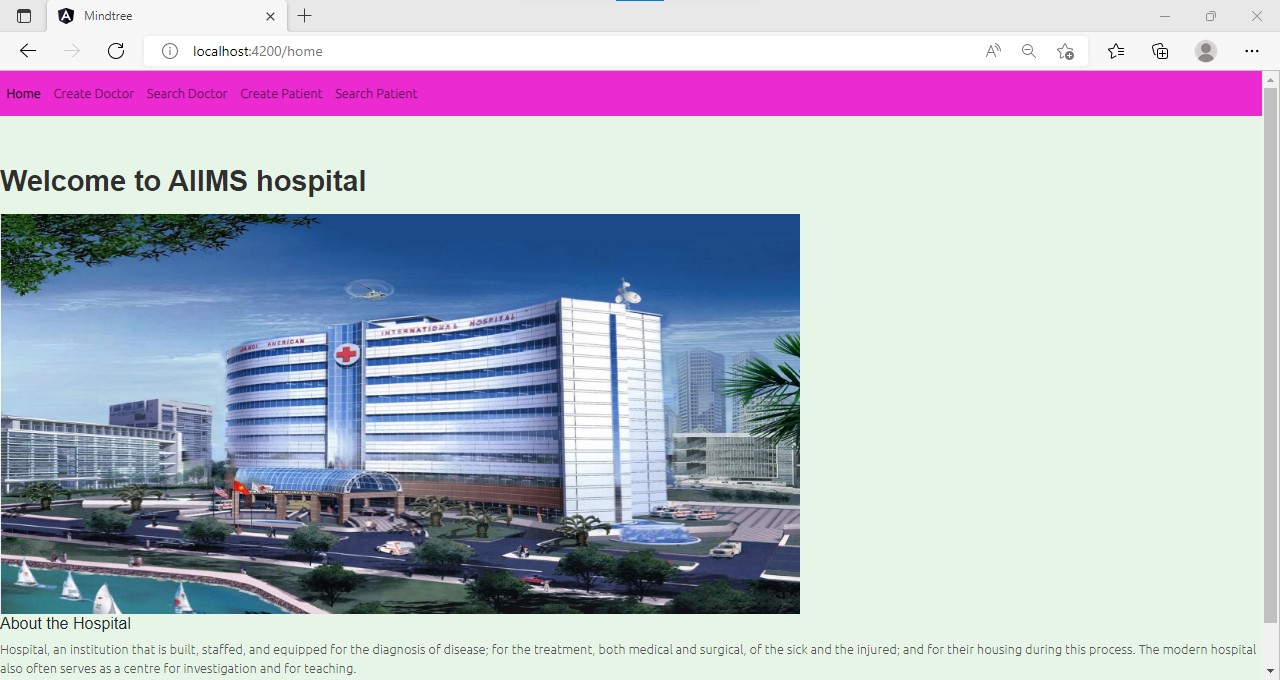 Mindtree
localhost:4200/home
Home Create Doctor Search Doctor Create Patient Search Patient
Welcome to AIIMS hospital
HANOI AMERICAN INTERNATIONAL HOSPITAL
About the Hospital
Hospital, an institution that is built, staffed, and equipped for the diagnosis of disease; for the treatment, both medical and surgical, of the sick and the injured; and for their housing during this process. The modern hospital
also often serves as a centre for investigation and for teaching.